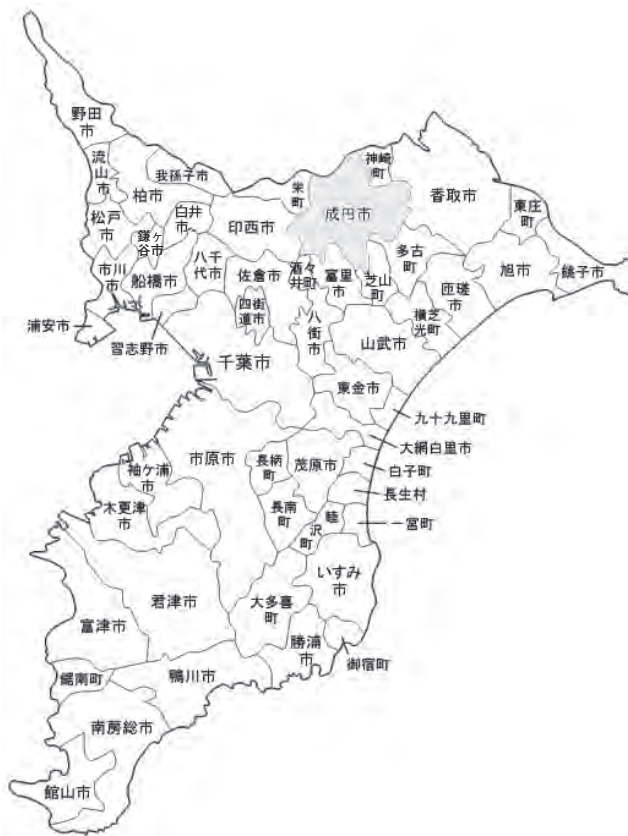 野田
市
流
山
市
我孫子市
柏市
松戸
市
鎌ヶ
谷市
白井
市
印西市
栄
町
神崎
町
成田市
香取市
東庄
町
市川
市
船橋市
八千
代市
佐倉市
酒々
井町
富里
市
芝山
町
多古
町
匝瑳
市
旭市
銚子市
四街
道市
八
街
市
横芝
光町
山武市
浦安市
習志野市
千葉市
東金市
九十九里町
大網白里市
市原市
長柄
町
茂原市
白子町
長生村
袖ケ浦
市
木更津
市
長南
町
睦
沢
町
一宮町
いすみ
市
君津市
大多喜
町
富津市
勝浦
市
御宿町
鋸南町
鴨川市
南房総市
館山市